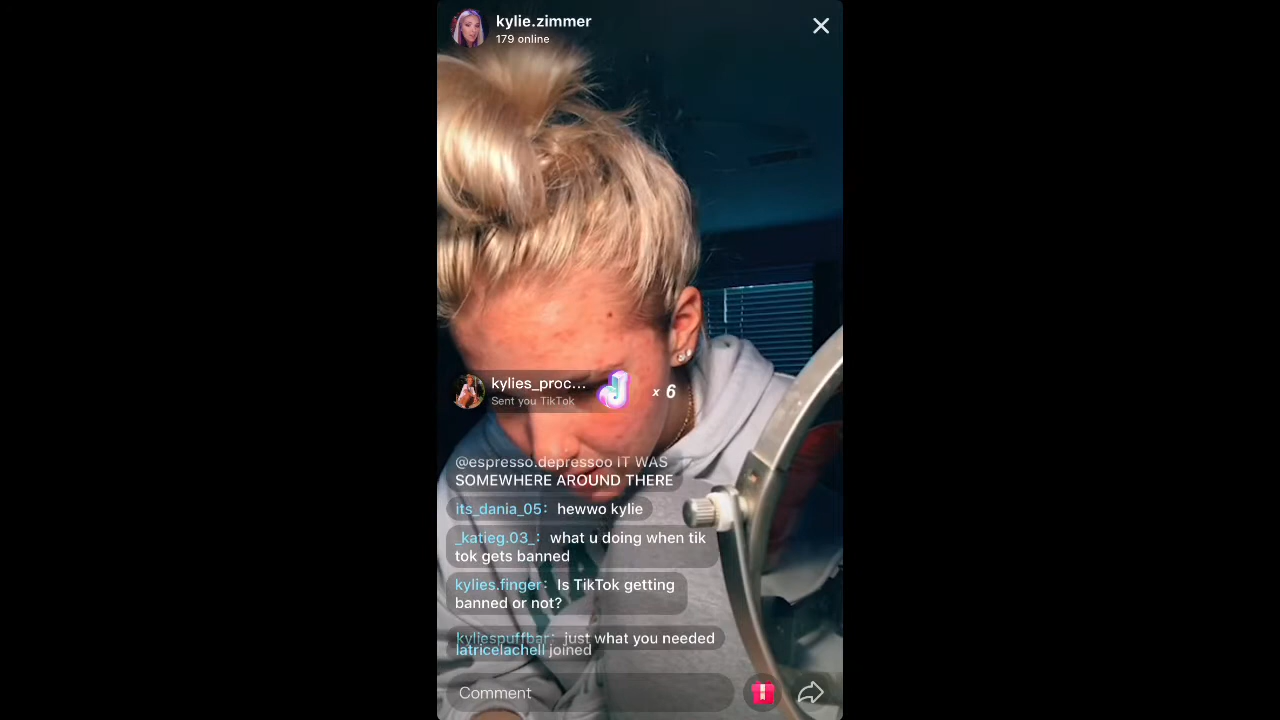 kylie.zimmer
179 online
kylies_proc...
Sent you TikTok
x 6
@espresso.depressoo IT WAS
SOMEWHERE AROUND THERE
its_dania_05: hewwo kylie
_katieg.03_: what u doing when tik
tok gets banned
kylies.finger: Is TikTok getting
banned or not?
kyliespuffbar: just what you needed
latricelachell joined
Comment